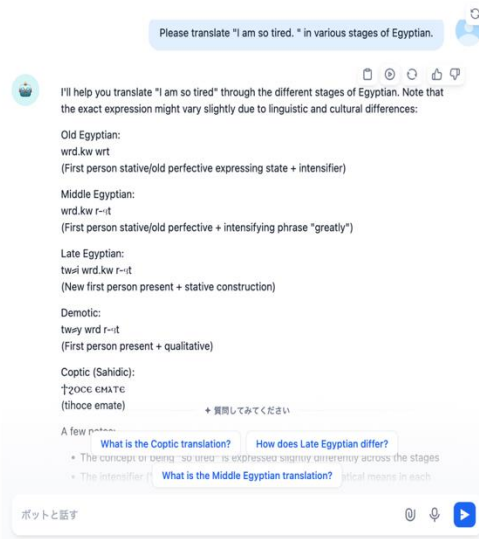 Please translate "I am so tired. " in various stages of Egyptian.
I'll help you translate "I am so tired" through the different stages of Egyptian. Note that
the exact expression might vary slightly due to linguistic and cultural differences:
Old Egyptian:
wrd.kw wrt
(First person stative/old perfective expressing state + intensifier)
Middle Egyptian:
wrd.kw
(First person stative/old perfective + intensifying phrase "greatly")
Late Egyptian:
tw⸗i wrd.kw
(New first person present + stative construction)
Demotic:
tw⸗y wrd
(First person present + qualitative)
Coptic (Sahidic):
ϯϩⲟⲥⲉ ⲉⲙⲁⲧⲉ
(tihoce emate)
+ 質問してみてください
A few notes:
What is the Coptic translation?
How does Late Egyptian differ?
• The concept of being "so tired" is expressed slightly differently across the stages
What is the Middle Egyptian translation?
• The intensifier
in each
ボットと話す